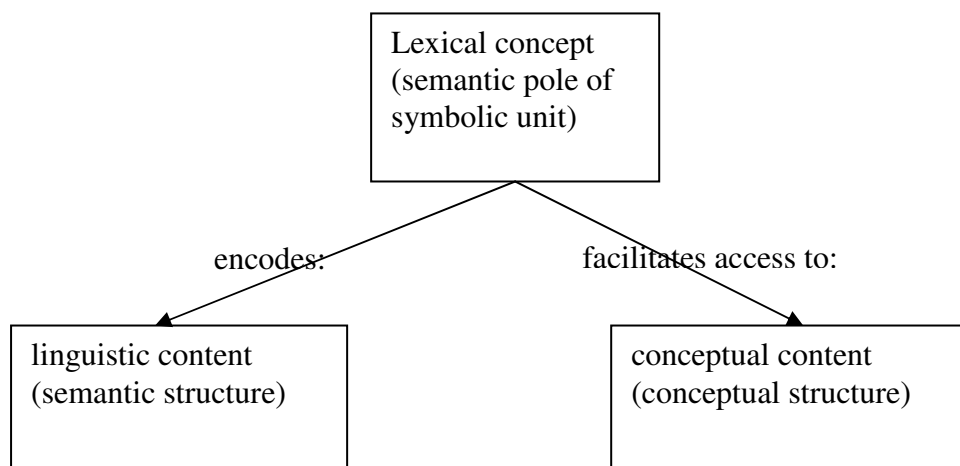 Lexical concept
(semantic pole of
symbolic unit)
encodes:
facilitates access to:
linguistic content
(semantic structure)
conceptual content
(conceptual structure)